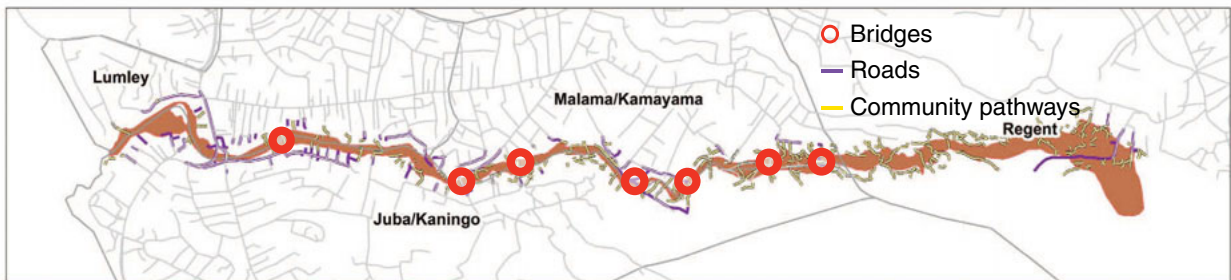 Bridges
Lumley
Roads
Malama/Kamayama
Community pathways
Regent
Juba/Kaningo